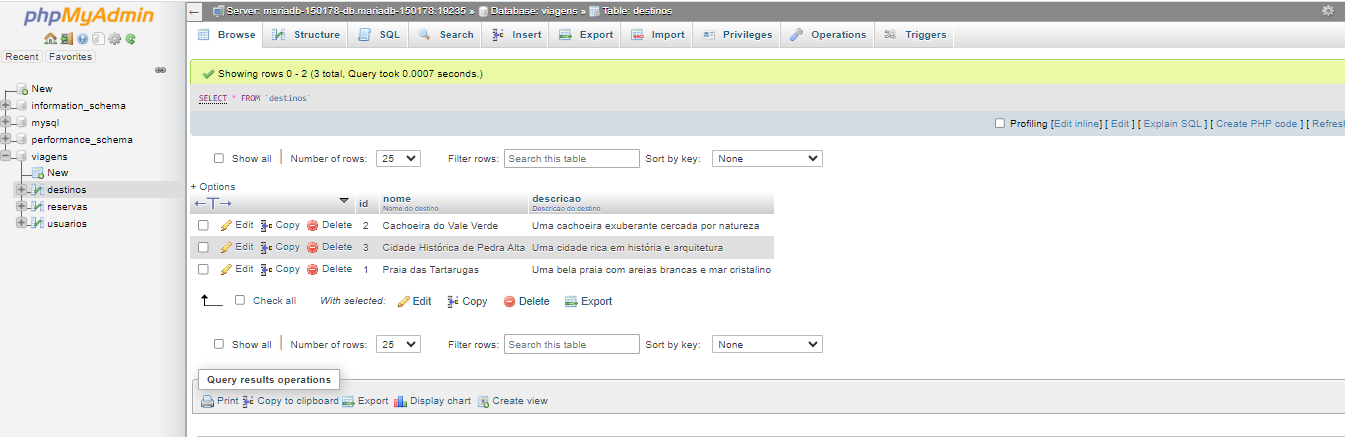 phpMyAdmin
Recent Favorites
New
information_schema
mysql
performance_schema
viagens
New
destinos
reservas
usuarios
Server: mariadb-150178-db.mariadb-150178:19235 » Database: viagens » Table: destinos
Browse Structure SQL Search Insert Export Import Privileges Operations Triggers
Showing rows 0 - 2 (3 total, Query took 0.0007 seconds.)
SELECT * FROM `destinos`
Profiling [Edit inline] [ Edit ] [ Explain SQL ] [ Create PHP code ] [ Refresh
Show all Number of rows: 25 Filter rows: Search this table Sort by key: None
+ Options
←T→ id nome descricao
Nome do destino Descricao do destino
Edit Copy Delete 2 Cachoeira do Vale Verde Uma cachoeira exuberante cercada por natureza
Edit Copy Delete 3 Cidade Histórica de Pedra Alta Uma cidade rica em história e arquitetura
Edit Copy Delete 1 Praia das Tartarugas Uma bela praia com areias brancas e mar cristalino
Check all With selected: Edit Copy Delete Export
Show all Number of rows: 25 Filter rows: Search this table Sort by key: None
Query results operations
Print Copy to clipboard Export Display chart Create view